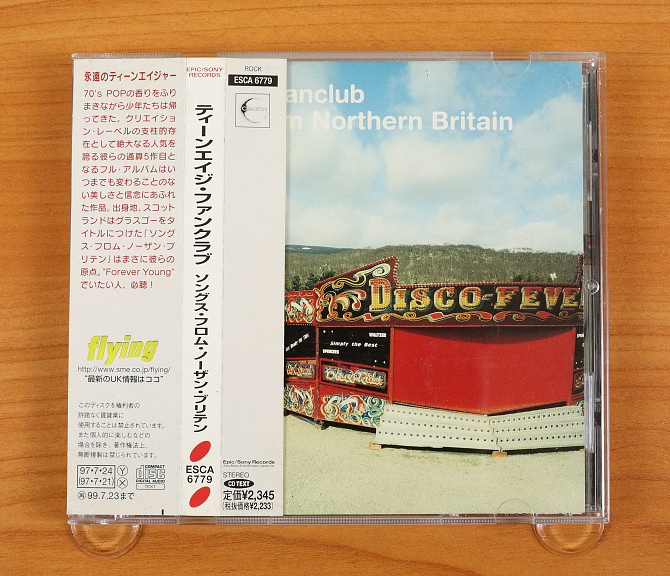 永遠のティーンエイジャー
70's POPの香りをふり
まきながら少年たちは帰
ってきた。クリエイショ
ン・レーベルの支柱的存
在として絶大なる人気を
誇る彼らの通算5作目と
なるフル・アルバムはい
つまでも変わることのな
い美しさと信念にあふれ
た作品。出身地、スコット
ランドはグラスゴーをタ
イトルにつけた「ソング
ス・フロム・ノーザン・ブ
リテン」はまさに彼らの
原点。"Forever Young"
でいたい人、必聴!
flying
http://www.sme.co.jp/flying/
"最新のUK情報はココ"
このディスクを権利者の
許諾なく賃貸業に
使用することは禁止されています。
また個人的に楽しむなどの
場合を除き、著作権法上、
無断複製は禁じられています。
97・7・24 Y
(97・7・21) X
再 99.7.23まで
COMPACT
disc
DIGITAL AUDIO
TEXT
EPIC/SONY
RECORDS
ティーンエイジ・ファンクラブ ソングス・フロム・ノーザン・ブリテン
ESCA
6779
ROCK
ESCA 6779
Epic/Sony Records
STEREO
CD TEXT
定価¥2,345
(税抜価格¥2,233)
anclub
m Northern Britain
DISCO-FEVE
WALTZER
Simply the Best
SPINNERS